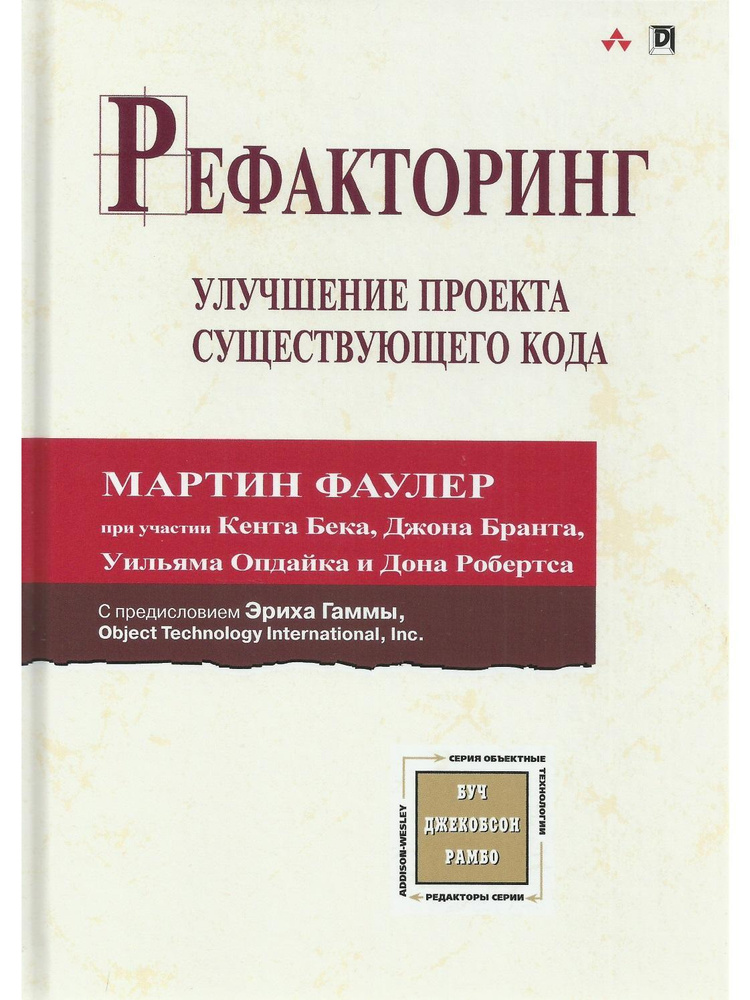 D
РЕФАКТОРИНГ
УЛУЧШЕНИЕ ПРОЕКТА
СУЩЕСТВУЮЩЕГО КОДА
МАРТИН ФАУЛЕР
при участии Кента Бека, Джона Бранта,
Уильяма Опдайка и Дона Робертса
С предисловием Эриха Гаммы,
Object Technology International, Inc.
СЕРИЯ ОБЪЕКТНЫЕ
ТЕХНОЛОГИИ
ADDISON-WESLEY
БУЧ
ДЖЕКОБСОН
РАМБО
РЕДАКТОРЫ СЕРИИ